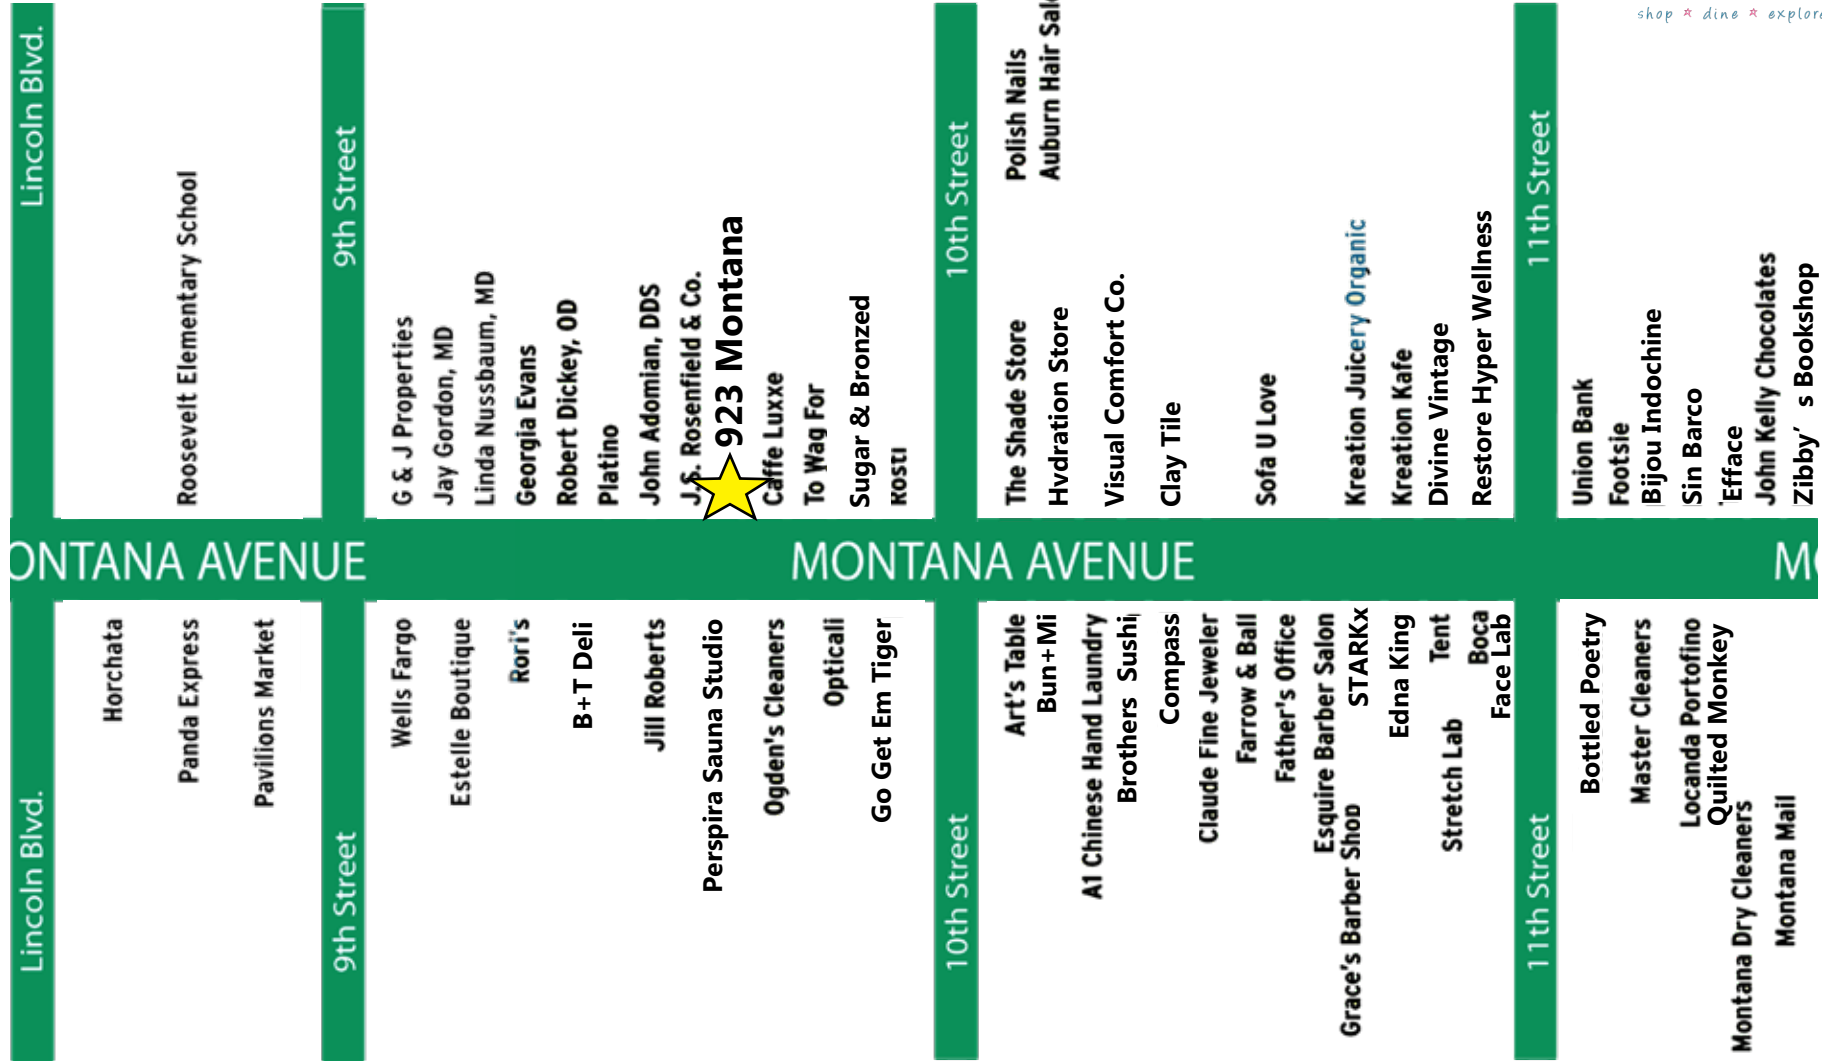 shop dine explore
Lincoln Blvd.
Roosevelt Elementary School
9th Street
G & J Properties
Jay Gordon, MD
Linda Nussbaum, MD
Georgia Evans
Robert Dickey, OD
Platino
John Adomian, DDS
J.S. Rosenfield & Co.
923 Montana
Caffe Luxxe
To Wag For
Sugar & Bronzed
Rosti
10th Street
Polish Nails
Auburn Hair
The Shade Store
Hydration Store
Visual Comfort Co.
Clay Tile
Sofa U Love
Kreation Juicery Organic
Kreation Kafe
Divine Vintage
Restore Hyper Wellness
11th Street
Union Bank
Footsie
Bijou Indochine
Sin Barco
Efface
John Kelly Chocolates
Zibby' s Bookshop
ONTANA AVENUE
MONTANA AVENUE
MO
Lincoln Blvd.
Horchata
Panda Express
Pavilions Market
9th Street
Wells Fargo
Estelle Boutique
Rori's
B+T Deli
Jill Roberts
Perspira Sauna Studio
Ogden's Cleaners
Opticali
Go Get Em Tiger
10th Street
Art's Table
Bun+Mi
A1 Chinese Hand Laundry
Brothers Sushi
Compass
Claude Fine Jeweler
Farrow & Ball
Father's Office
Esquire Barber Salon
Grace's Barber Shop
STARKx
Edna King
Tent
Stretch Lab
Boca
Face Lab
11th Street
Bottled Poetry
Master Cleaners
Locanda Portofino
Quilted Monkey
Montana Dry Cleaners
Montana Mail